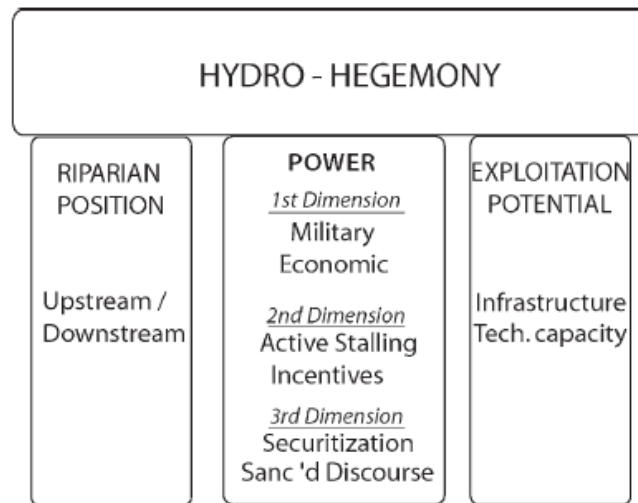 HYDRO - HEGEMONY
RIPARIAN
POSITION
Upstream /
Downstream
POWER
1st Dimension
Military
Economic
2nd Dimension
Active Stalling
Incentives
3rd Dimension
Securitization
Sanc 'd Discourse
EXPLOITATION
POTENTIAL
Infrastructure
Tech. capacity